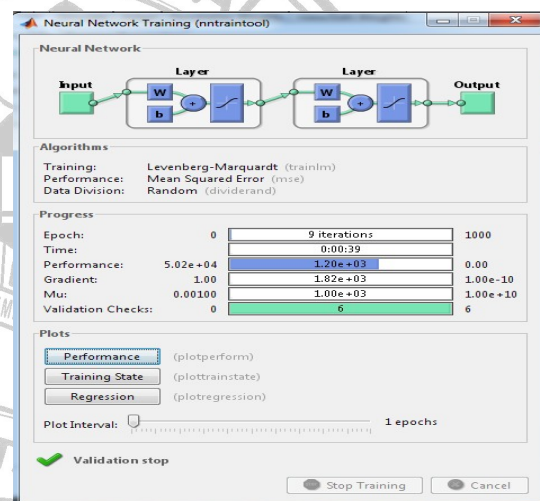 Neural Network Training (nntraintool)
Neural Network
Layer Layer
Input Output
W W
+ +
b b
Algorithms
Training: Levenberg-Marquardt (trainlm)
Performance: Mean Squared Error (mse)
Data Division: Random (dividerand)
Progress
Epoch: 0 9 iterations 1000
Time: 0:00:39
Performance: 5.02e+04 1.20e+03 0.00
Gradient: 1.00 1.82e+03 1.00e-10
Mu: 0.00100 1.00e+03 1.00e+10
Validation Checks: 0 6 6
Plots
Performance (plotperform)
Training State (plottrainstate)
Regression (plotregression)
Plot Interval: 1 epochs
Validation stop
Stop Training Cancel